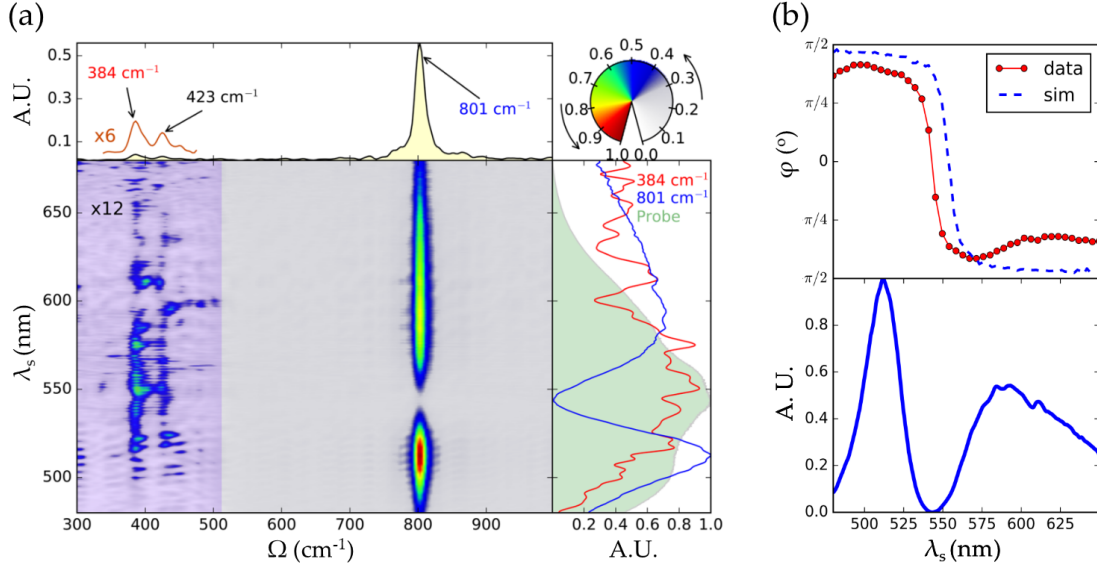 (a)
(b)
A.U.
0.5
0.3
0.1
384 cm⁻¹
423 cm⁻¹
801 cm⁻¹
x6
0.5
0.6
0.4
0.7
0.3
0.8
0.2
0.9
0.1
1.0
0.0
x12
λs (nm)
650
600
550
500
300
400
500
600
700
800
900
Ω (cm⁻¹)
384 cm⁻¹
801 cm⁻¹
Probe
0.2
0.4
0.6
0.8
1.0
A.U.
φ (º)
π/2
π/4
0
π/4
π/2
data
sim
A. U.
0.8
0.6
0.4
0.2
0.0
500
525
550
575
600
625
λs (nm)